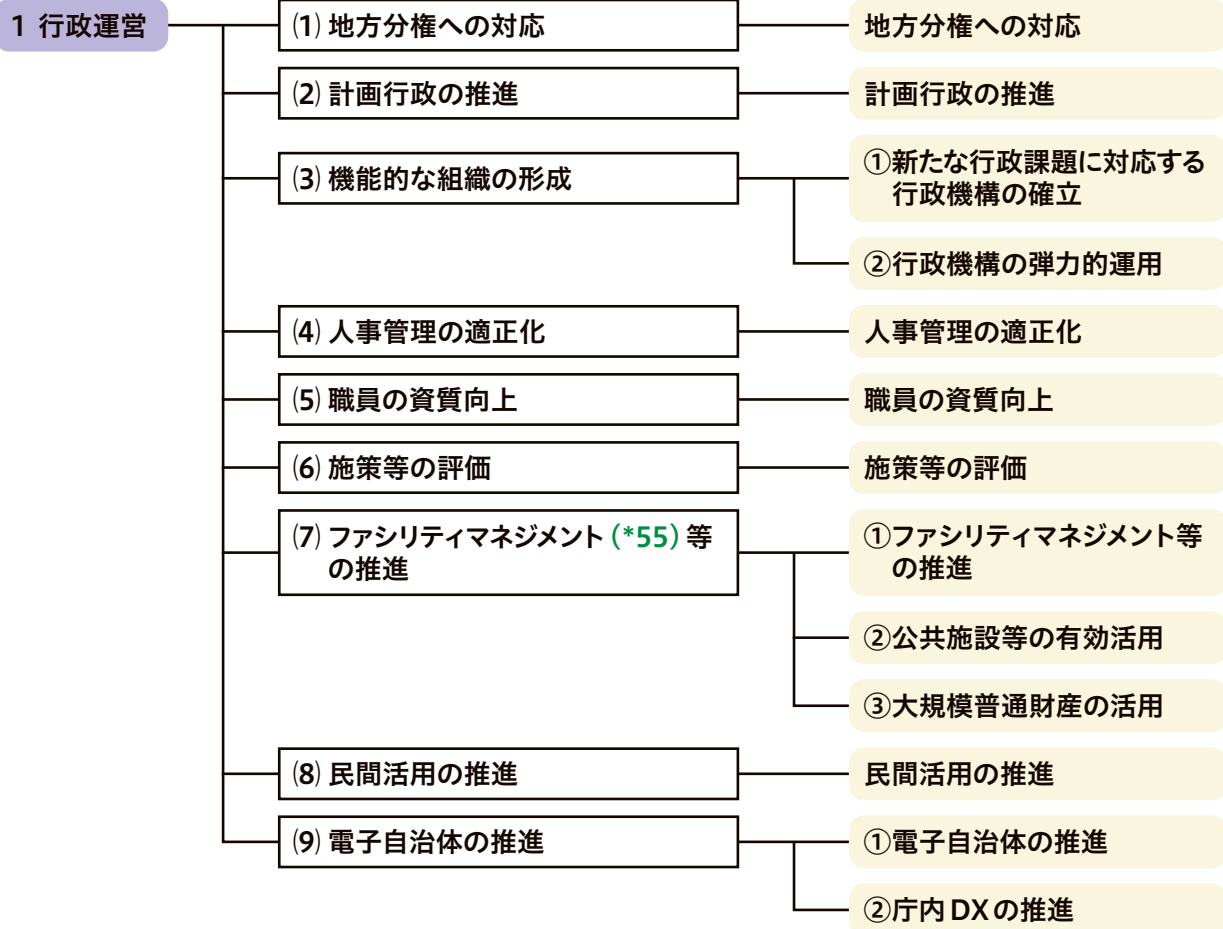 1 行政運営
⑴ 地方分権への対応
地方分権への対応
⑵ 計画行政の推進
計画行政の推進
⑶ 機能的な組織の形成
①新たな行政課題に対応する
行政機構の確立
②行政機構の弾力的運用
⑷ 人事管理の適正化
人事管理の適正化
⑸ 職員の資質向上
職員の資質向上
⑹ 施策等の評価
施策等の評価
⑺ ファシリティマネジメント(*55)等
の推進
①ファシリティマネジメント等
の推進
②公共施設等の有効活用
③大規模普通財産の活用
⑻ 民間活用の推進
民間活用の推進
⑼ 電子自治体の推進
①電子自治体の推進
②庁内DXの推進